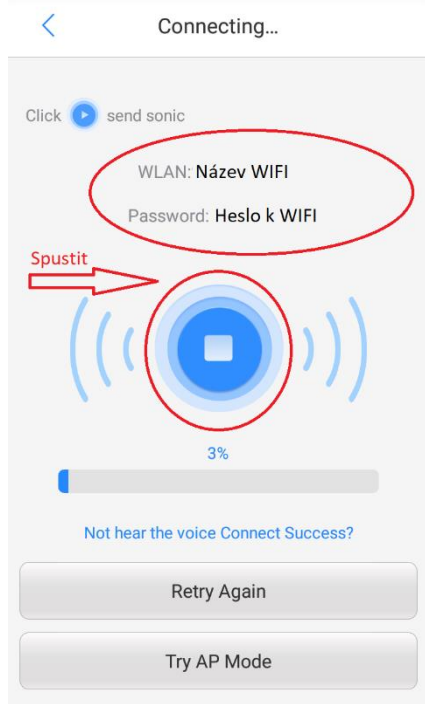 Connecting...
Click send sonic
WLAN: Název WIFI
Password: Heslo k WIFI
Spustit
3%
Not hear the voice Connect Success?
Retry Again
Try AP Mode